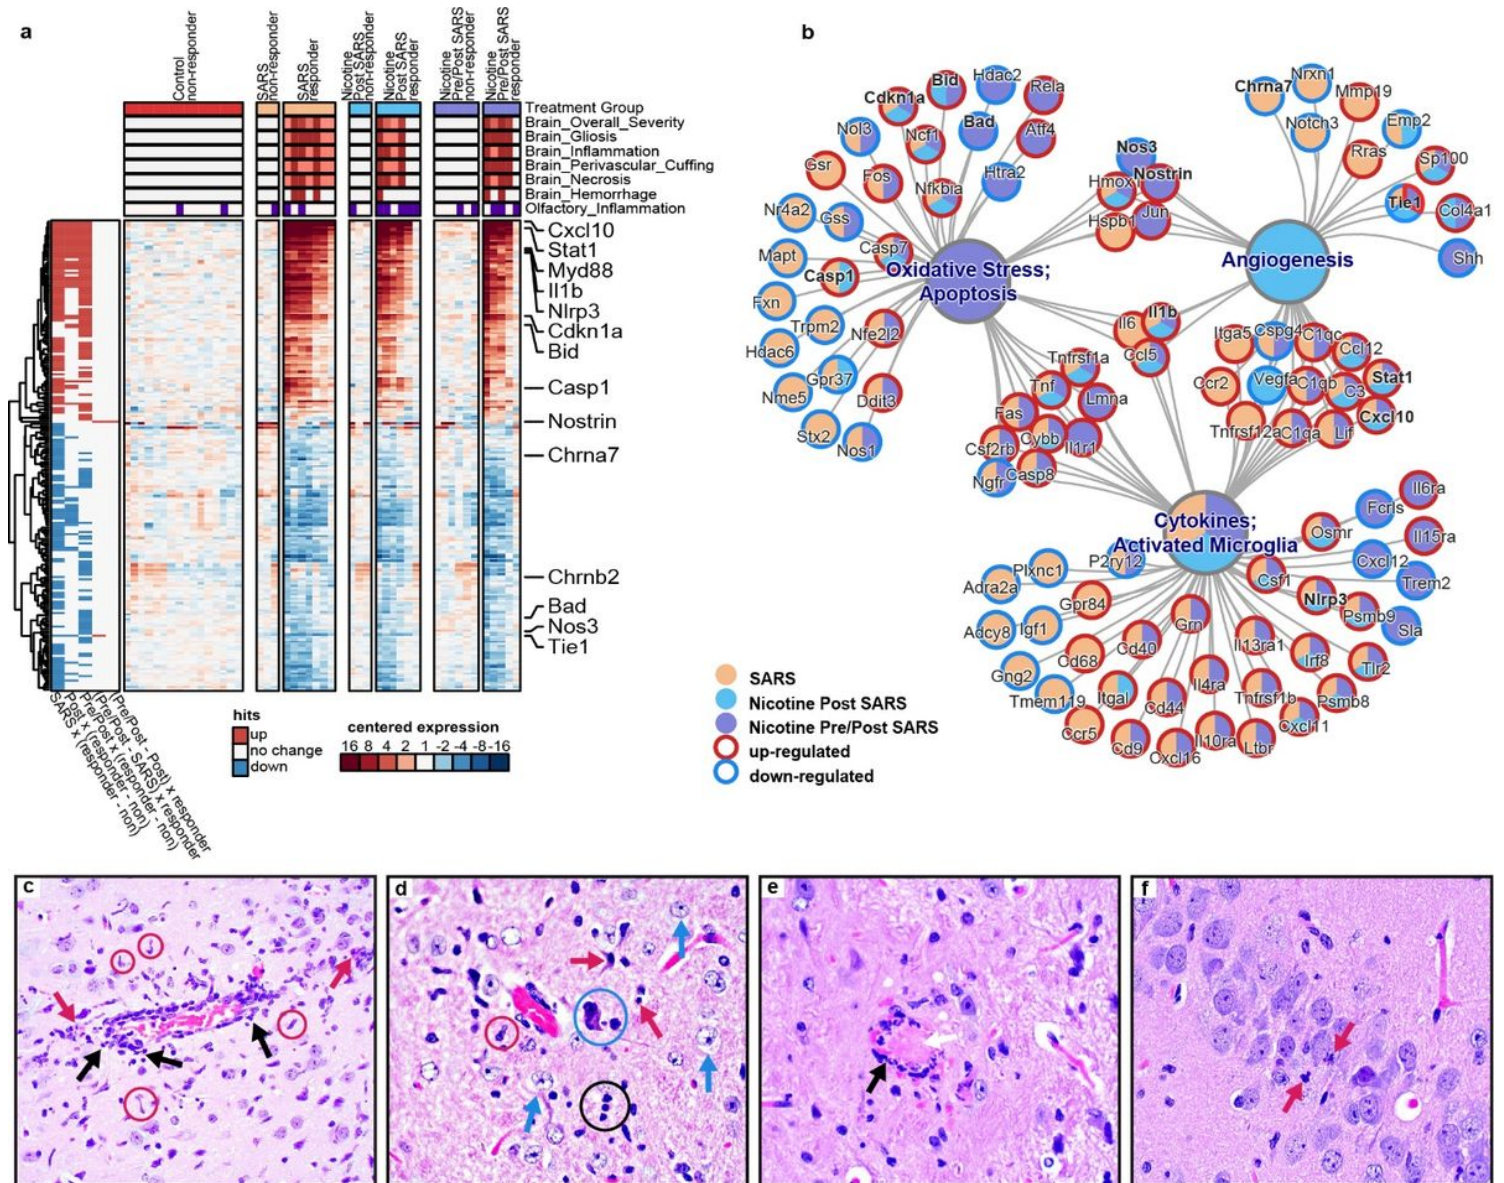 a
Control
non-responder
SARS
non-responder
SARS
responder
Nicotine
Post SARS
non-responder
Nicotine
Post SARS
responder
Nicotine
Pre/Post SARS
non-responder
Nicotine
Pre/Post SARS
responder
Treatment Group
Brain_Overall_Severity
Brain_Gliosis
Brain_Inflammation
Brain_Perivascular_Cuffing
Brain_Necrosis
Brain_Hemorrhage
Olfactory_Inflammation
Cxcl10
Stat1
Myd88
Il1b
Nlrp3
Cdkn1a
Bid
Casp1
Nostrin
Chrna7
Chrnb2
Bad
Nos3
Tie1
SARS x (responder - non)
Post x (responder - non)
Pre/Post x (responder - non)
(Pre/Post - SARS) x responder
(Pre/Post - Post) x responder
hits
up
no change
down
centered expression
16 8 4 2 1 -2 -4 -8 -16
b
Bid
Hdac2
Rela
Cdkn1a
Bad
Atf4
Nol3
Ncf1
Gsr
Fos
Nfkbia
Htra2
Nr4a2
Gss
Casp7
Mapt
Casp1
Fxn
Trpm2
Nfe2l2
Hdac6
Gpr37
Nme5
Ddit3
Stx2
Nos1
Oxidative Stress;
Apoptosis
Nos3
Nostrin
Hmox1
Jun
Hspb1
Chrna7
Nrxn1
Mmp19
Notch3
Emp2
Rras
Sp100
Tie1
Col4a1
Shh
Angiogenesis
Il6
Il1b
Ccl5
Tnfrsf1a
Tnf
Lmna
Fas
Csf2rb
Cybb
Il1r1
Ngfr
Casp8
Itga5
Cspg4
C1qc
Ccl12
Ccr2
Vegfa
C1qb
C3
Stat1
Cxcl10
Tnfrsf12a
C1qa
Lif
Cytokines;
Activated Microglia
Il6ra
Fcrls
Osmr
Il15ra
Cxcl12
Trem2
Csf1
Nlrp3
Psmb9
Sla
P2ry12
Plxnc1
Adra2a
Gpr84
Adcy8
Igf1
Grn
Cd68
Cd40
Il13ra1
Irf8
Tlr2
Gng2
Tmem119
Itgal
Cd44
Il4ra
Tnfrsf1b
Psmb8
Ccr5
Cd9
Cxcl16
Il10ra
Ltbr
Cxcl11
SARS
Nicotine Post SARS
Nicotine Pre/Post SARS
up-regulated
down-regulated
c
d
e
f